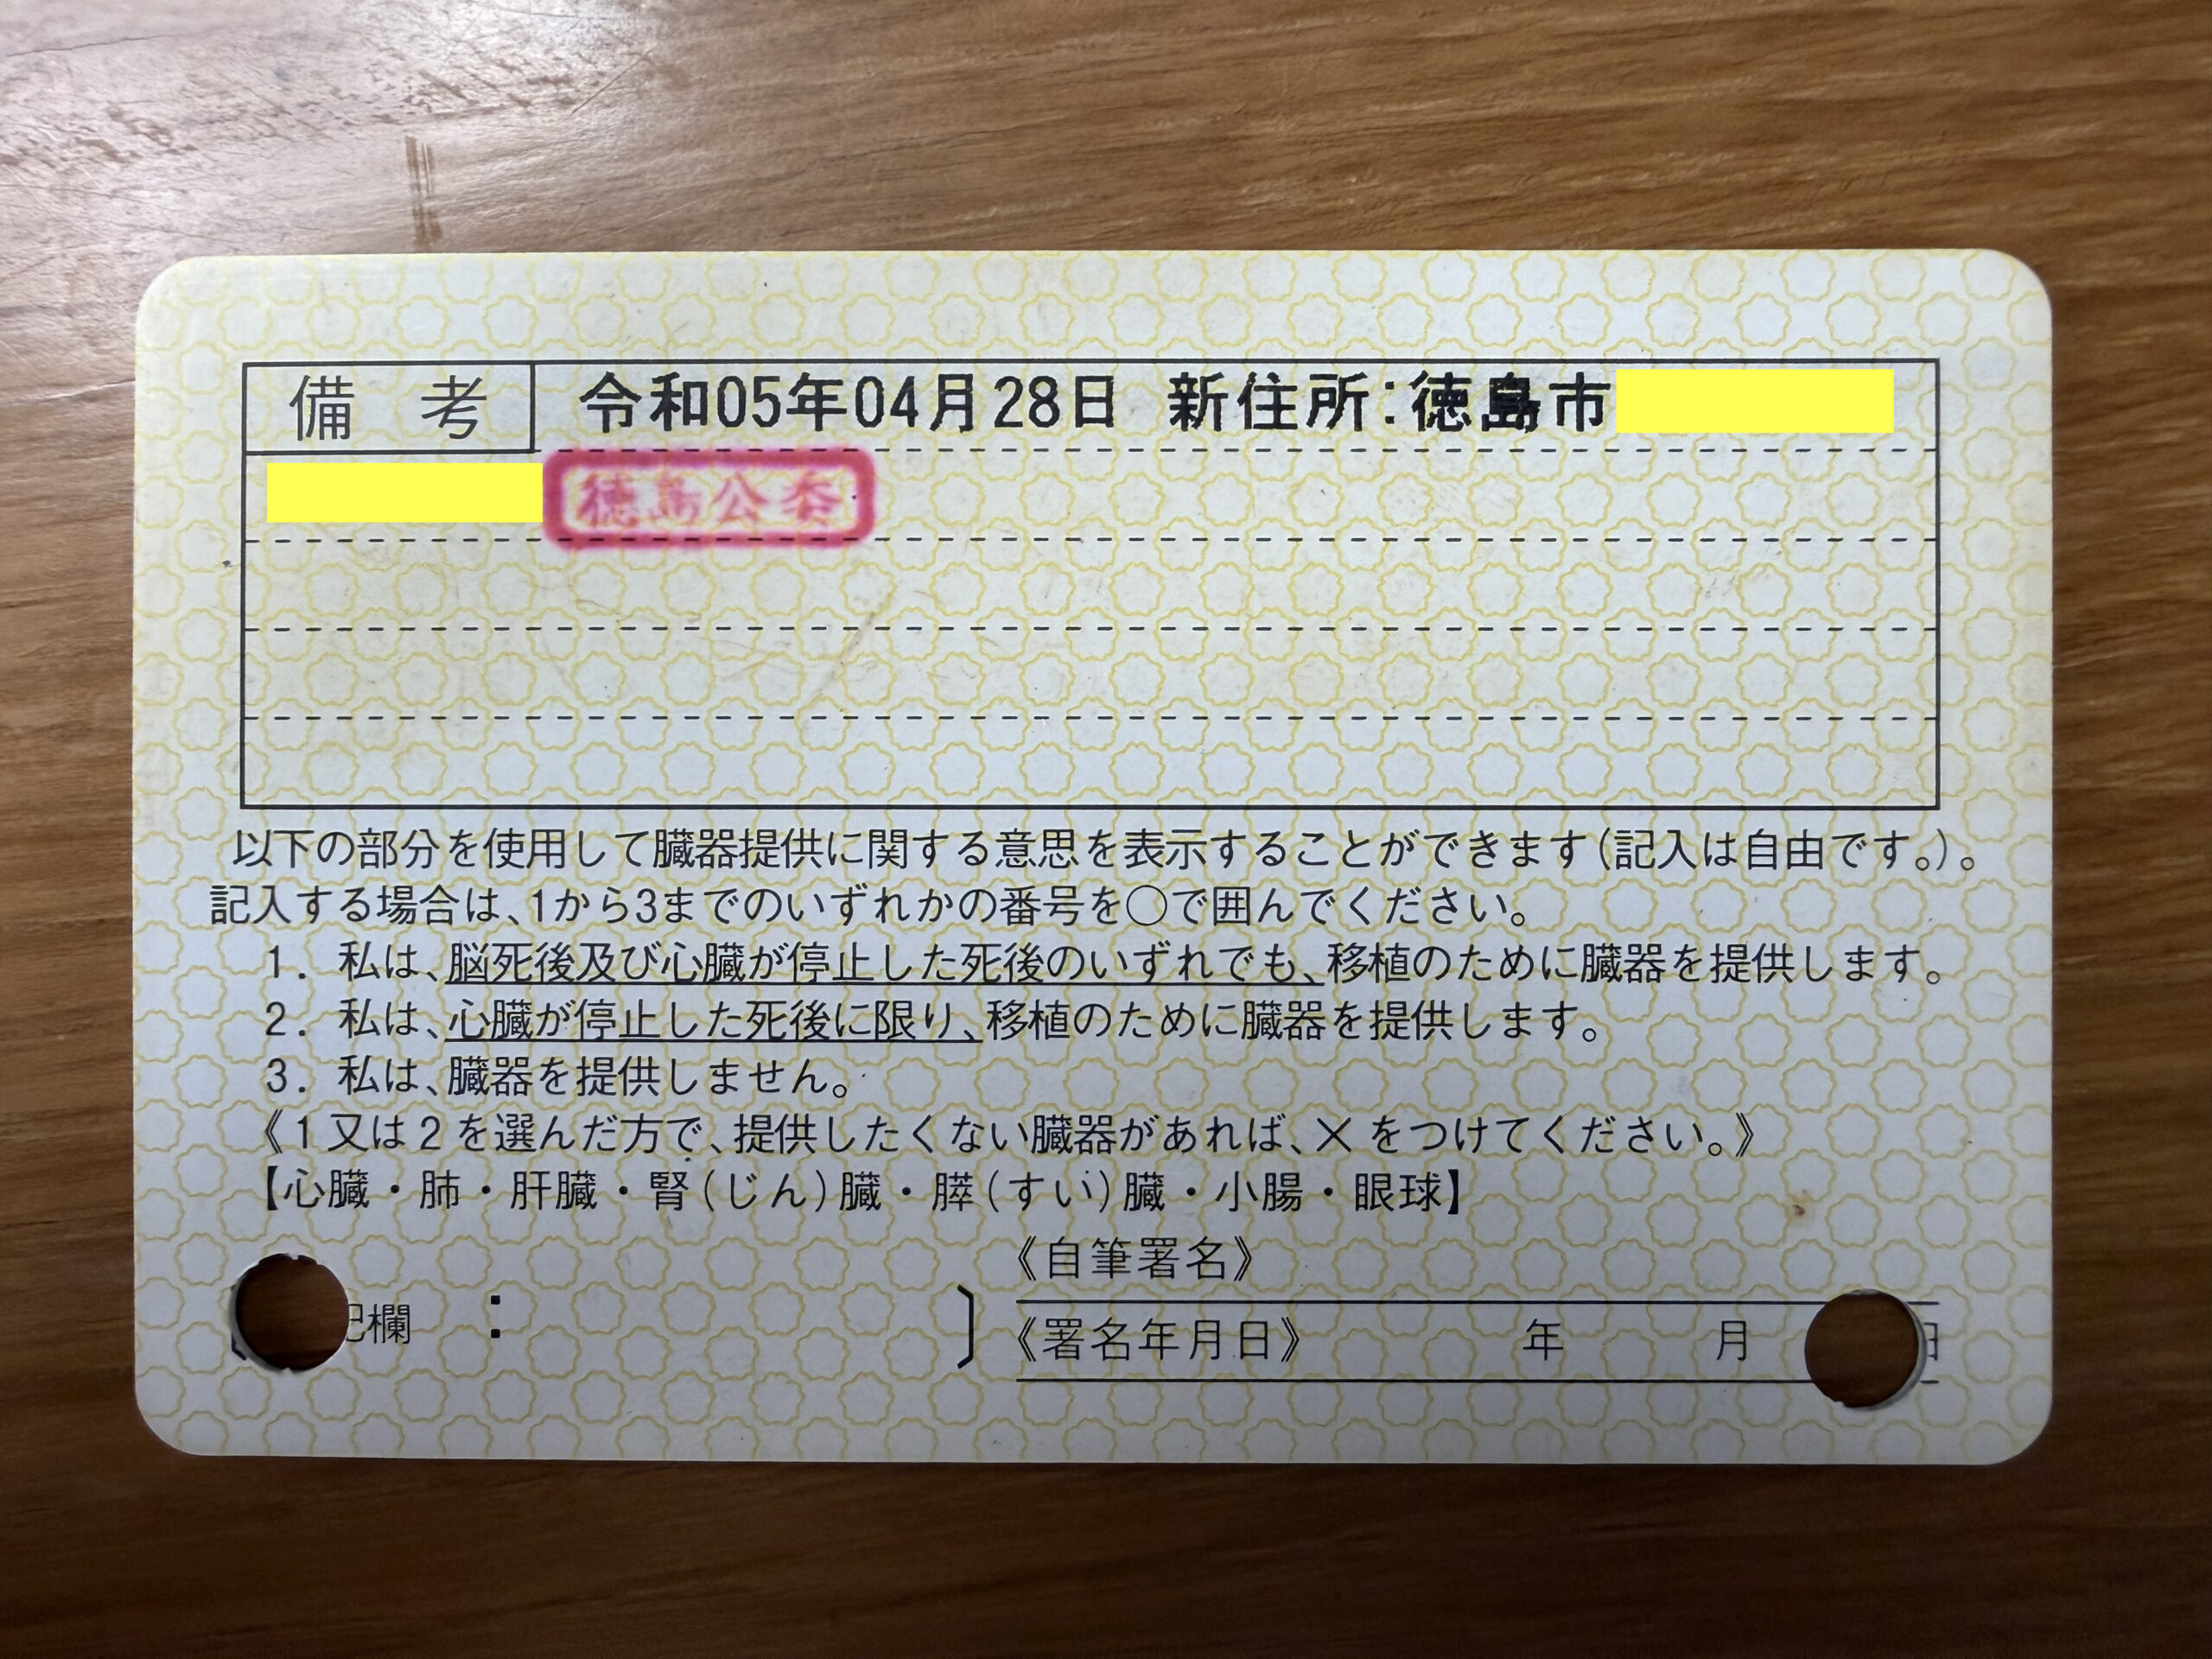 備考 令和05年04月28日 新住所:徳島市
徳島公委
以下の部分を使用して臓器提供に関する意思を表示することができます(記入は自由です。)。
記入する場合は、1から3までのいずれかの番号を○で囲んでください。
1. 私は、脳死後及び心臓が停止した死後のいずれでも、移植のために臓器を提供します。
2. 私は、心臓が停止した死後に限り、移植のために臓器を提供します。
3. 私は、臓器を提供しません。
《1又は2を選んだ方で、提供したくない臓器があれば、×をつけてください。》
【心臓・肺・肝臓・腎(じん)臓・膵(すい)臓・小腸・眼球】
《自筆署名》
記欄 : 〕
《署名年月日》 年 月 日